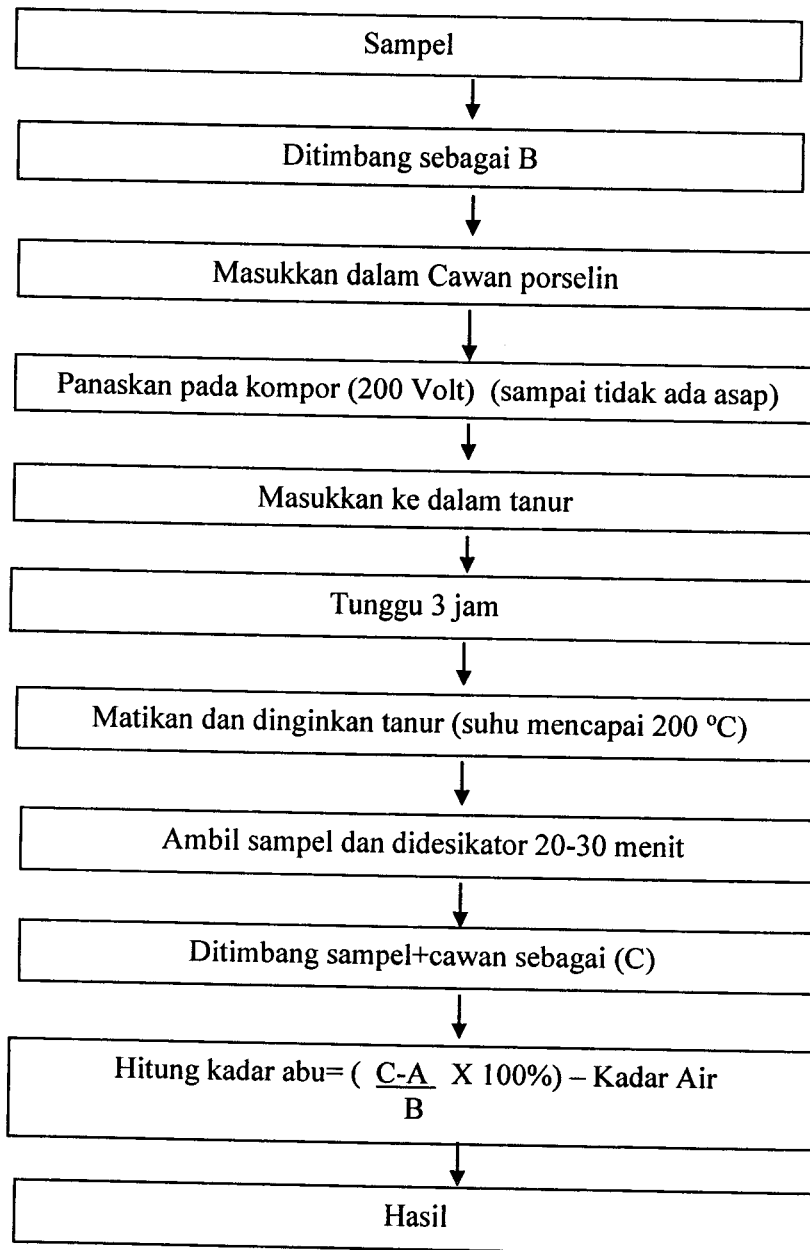 Sampel
Ditimbang sebagai B
Masukkan dalam Cawan porselin
Panaskan pada kompor (200 Volt) (sampai tidak ada asap)
Masukkan ke dalam tanur
Tunggu 3 jam
Matikan dan dinginkan tanur (suhu mencapai 200 °C)
Ambil sampel dan didesikator 20-30 menit
Ditimbang sampel+cawan sebagai (C)
Hitung kadar abu= ( C-A X 100%) – Kadar Air
B
Hasil